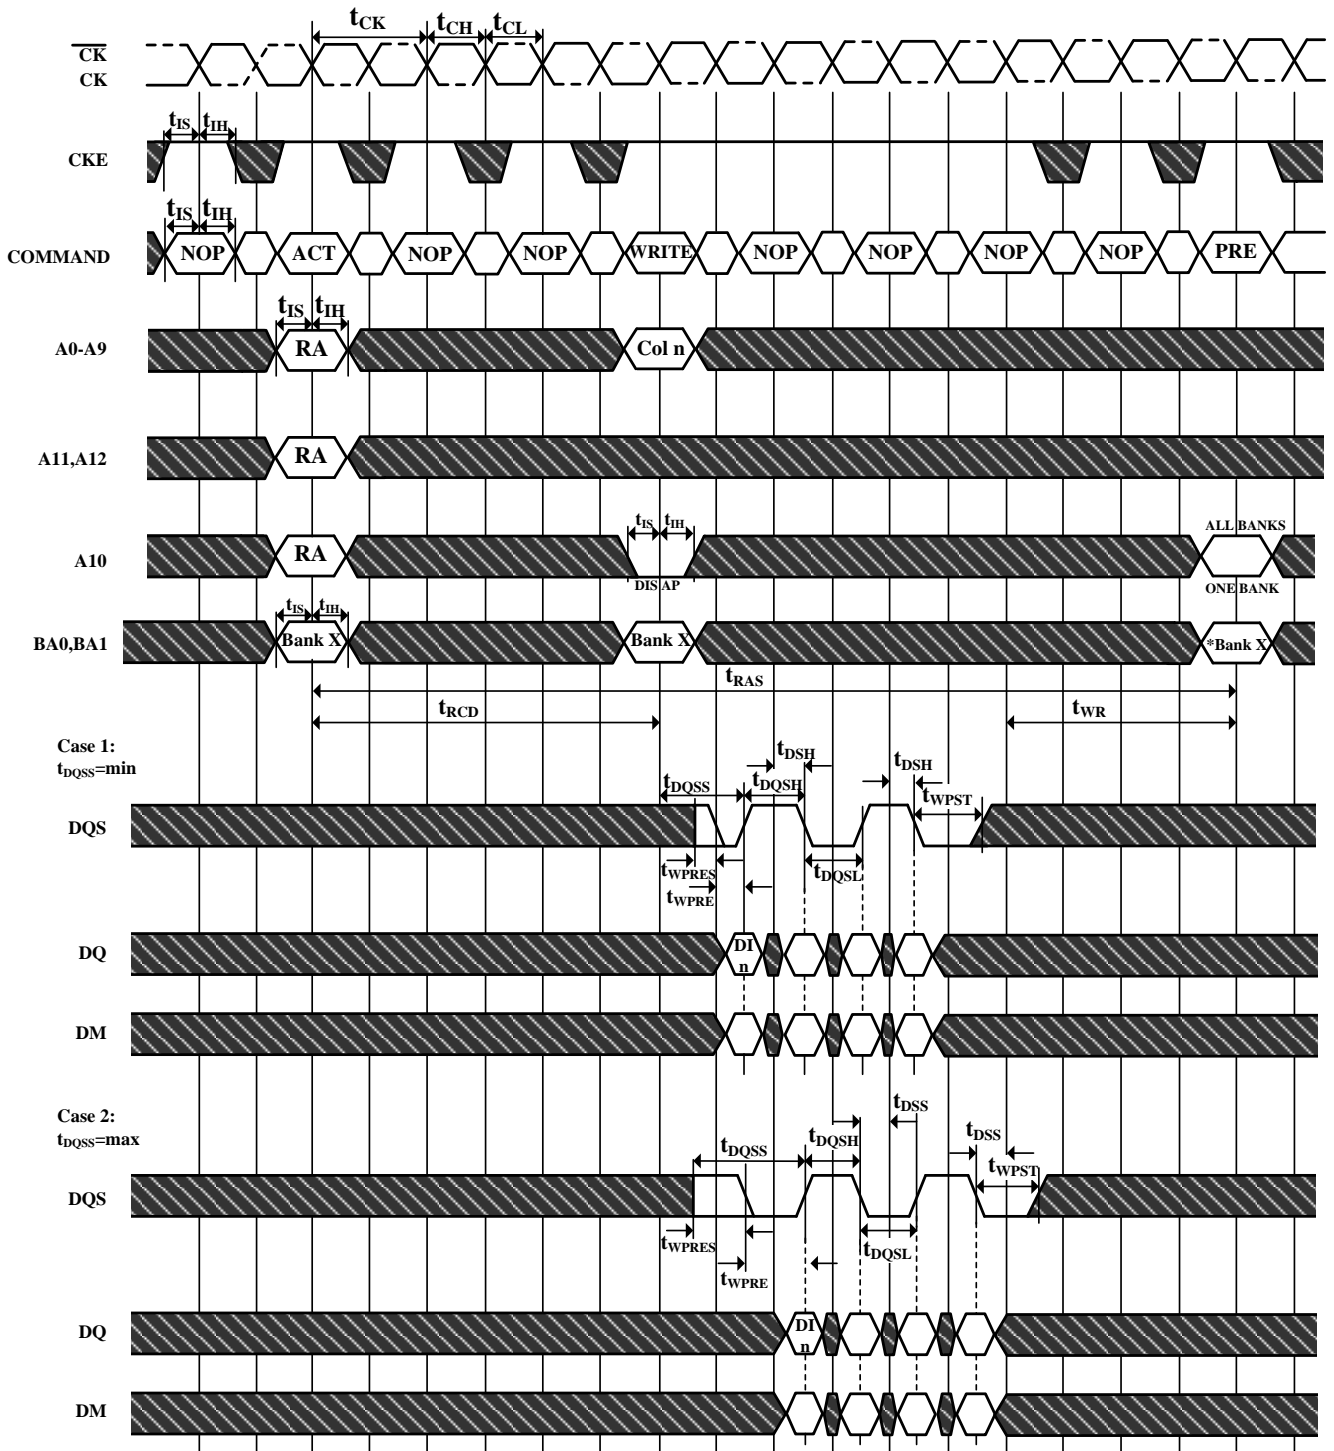 tCK tCH tCL
CK
CK
tIS tIH
CKE
tIS tIH
COMMAND NOP ACT NOP NOP WRITE NOP NOP NOP NOP PRE
tIS tIH
A0-A9 RA Col n
A11,A12 RA
tIS tIH ALL BANKS
A10 RA
DIS AP ONE BANK
tIS tIH
BA0,BA1 Bank X Bank X *Bank X
tRAS
tRCD tWR
Case 1:
tDQSS=min
tDSH tDSH
tDQSS tDQSH tWPST
DQS
tWPRES tDQSL
tWPRE
DQ DI
n
DM
Case 2:
tDQSS=max
tDSS tDSS
tDQSS tDQSH tWPST
DQS
tWPRES tDQSL
tWPRE
DQ DI
n
DM